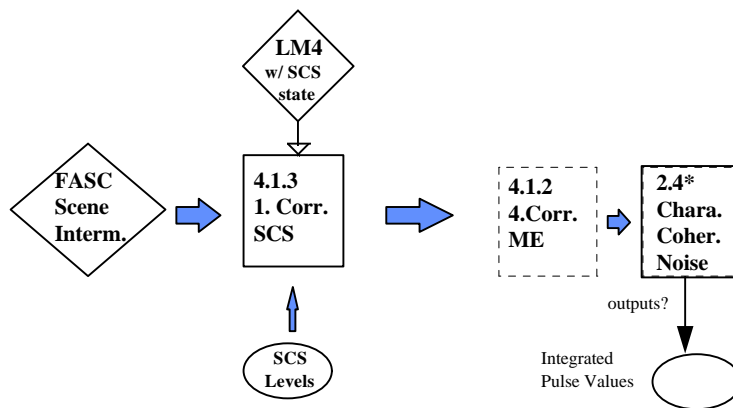 LM4
w/ SCS
state
FASC
Scene
Interm.
4.1.3
1. Corr.
SCS
4.1.2
4.Corr.
ME
2.4*
Chara.
Coher.
Noise
outputs?
SCS
Levels
Integrated
Pulse Values